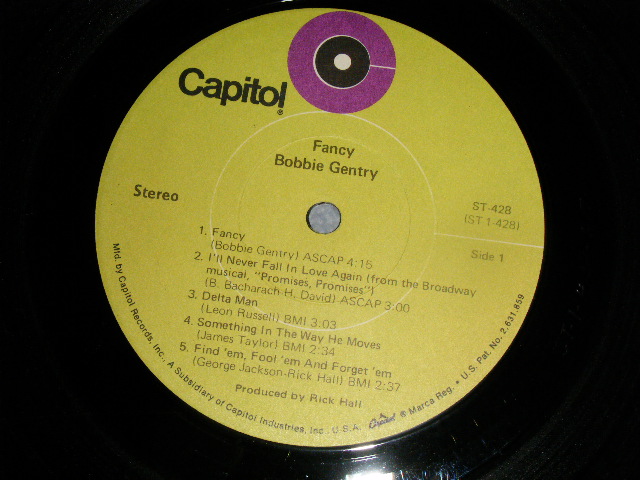 Capitol®
Fancy
Bobbie Gentry
Stereo
ST-428
(ST 1-428)
Side 1
1. Fancy
(Bobbie Gentry) ASCAP 4:15
2. I'll Never Fall In Love Again (from the Broadway
musical, "Promises, Promises")
(B. Bacharach H. David) ASCAP 3:00
3. Delta Man
(Leon Russell) BMI 3:03
4. Something In The Way He Moves
(James Taylor) BMI 2:34
5. Find 'em, Fool 'em And Forget 'em
(George Jackson-Rick Hall) BMI 2:37
Produced by Rick Hall
Mfd. by Capitol Records, Inc., A Subsidiary of Capitol Industries, Inc., U.S.A. Capitol ® Marca Reg. • U.S. Pat. No. 2,631,859